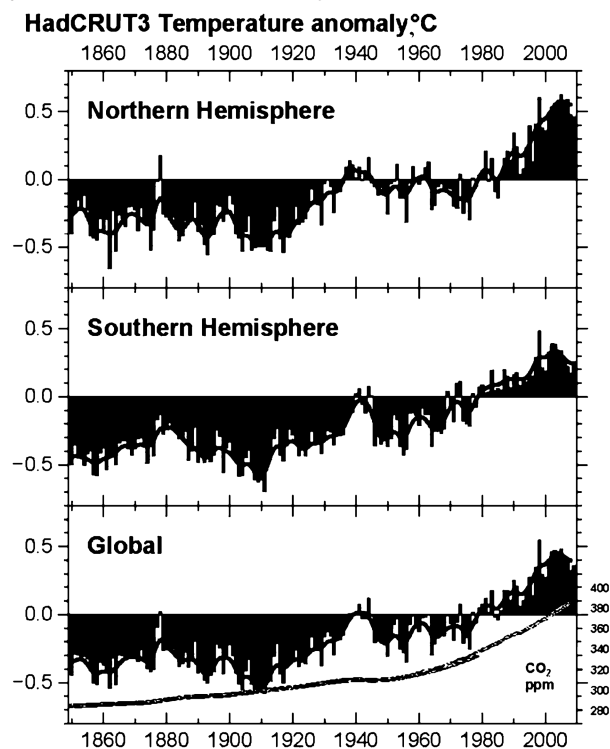 HadCRUT3 Temperature anomaly,°C
1860 1880 1900 1920 1940 1960 1980 2000
Northern Hemisphere
0.5
0.0
−0.5
Southern Hemisphere
0.5
0.0
−0.5
Global
0.5
0.0
−0.5
400
380
360
340
320
300
280
CO₂
ppm
1860 1880 1900 1920 1940 1960 1980 2000